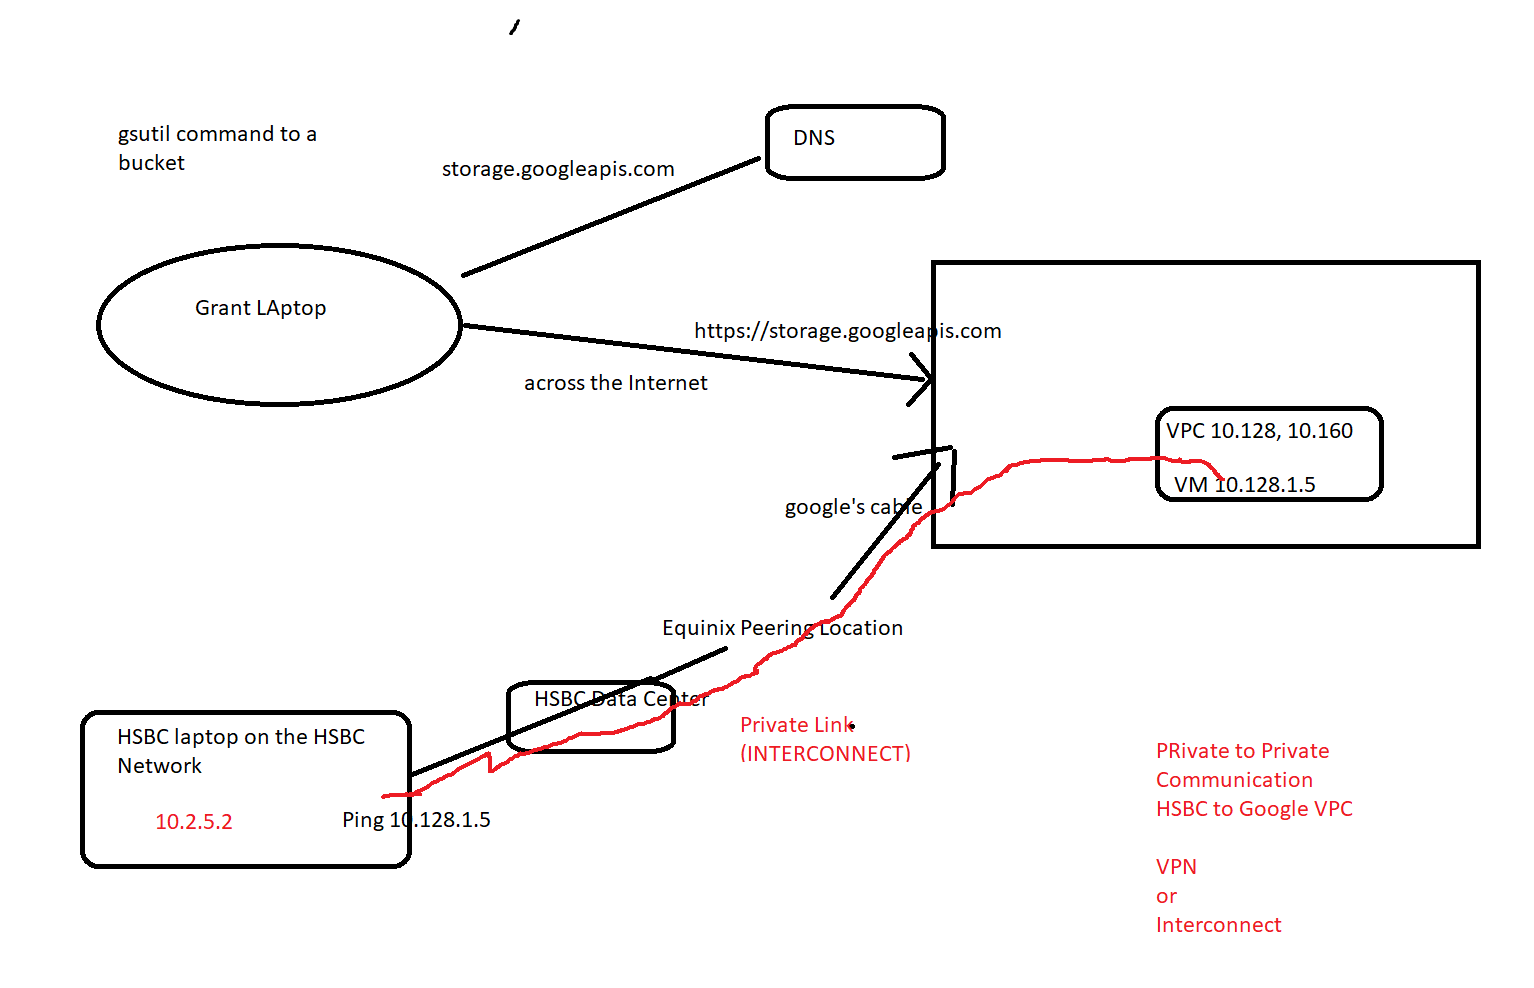 gsutil command to a
bucket
storage.googleapis.com
DNS
Grant LAptop
https://storage.googleapis.com
across the Internet
VPC 10.128, 10.160
VM 10.128.1.5
google's cable
Equinix Peering Location
HSBC Data Center
HSBC laptop on the HSBC
Network
10.2.5.2
Ping 10.128.1.5
Private Link
(INTERCONNECT)
PRivate to Private
Communication
HSBC to Google VPC
VPN
or
Interconnect